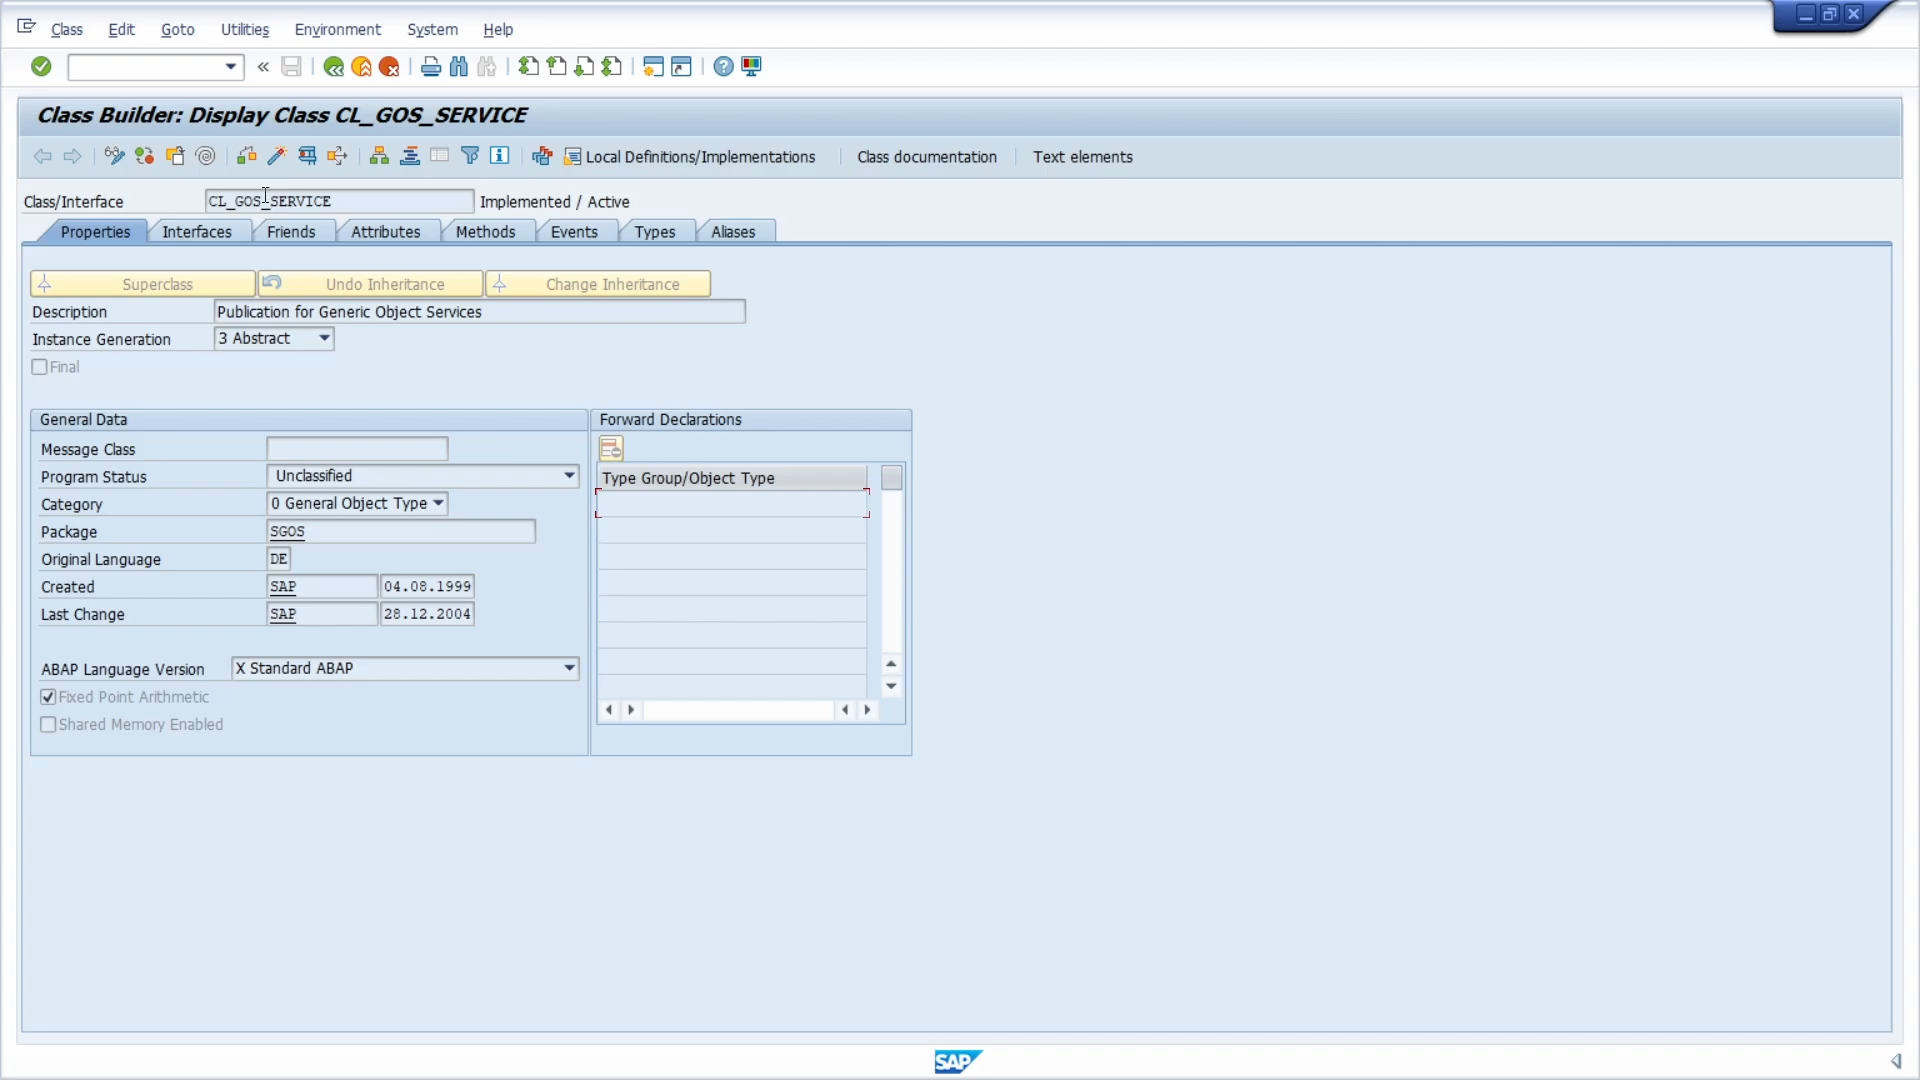 Class Edit Goto Utilities Environment System Help
Class Builder: Display Class CL_GOS_SERVICE
Local Definitions/Implementations Class documentation Text elements
Class/Interface CL_GOS_SERVICE Implemented / Active
Properties Interfaces Friends Attributes Methods Events Types Aliases
Superclass Undo Inheritance Change Inheritance
Description Publication for Generic Object Services
Instance Generation 3 Abstract
Final
General Data
Forward Declarations
Message Class
Program Status Unclassified
Type Group/Object Type
Category 0 General Object Type
Package SGOS
Original Language DE
Created SAP 04.08.1999
Last Change SAP 28.12.2004
ABAP Language Version X Standard ABAP
Fixed Point Arithmetic
Shared Memory Enabled
SAP